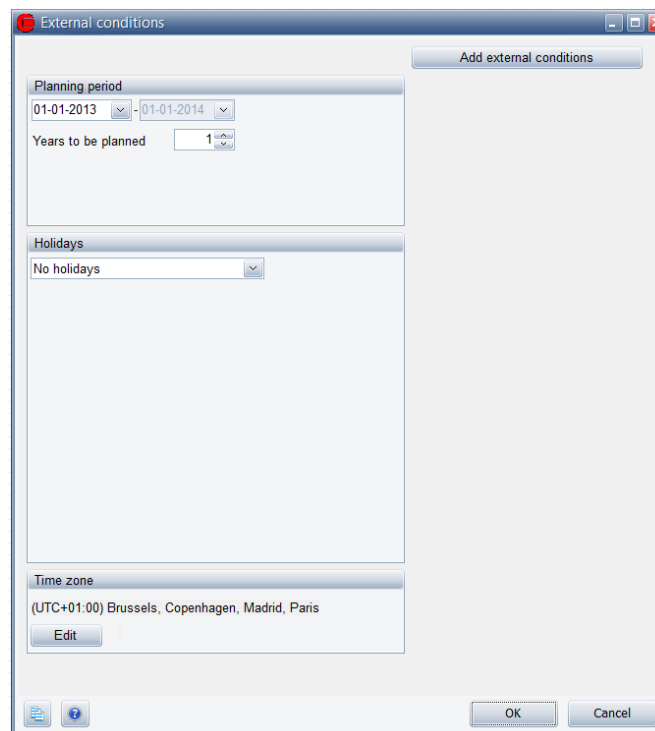 External conditions
Add external conditions
Planning period
01-01-2013 - 01-01-2014
Years to be planned 1
Holidays
No holidays
Time zone
(UTC+01:00) Brussels, Copenhagen, Madrid, Paris
Edit
OK Cancel